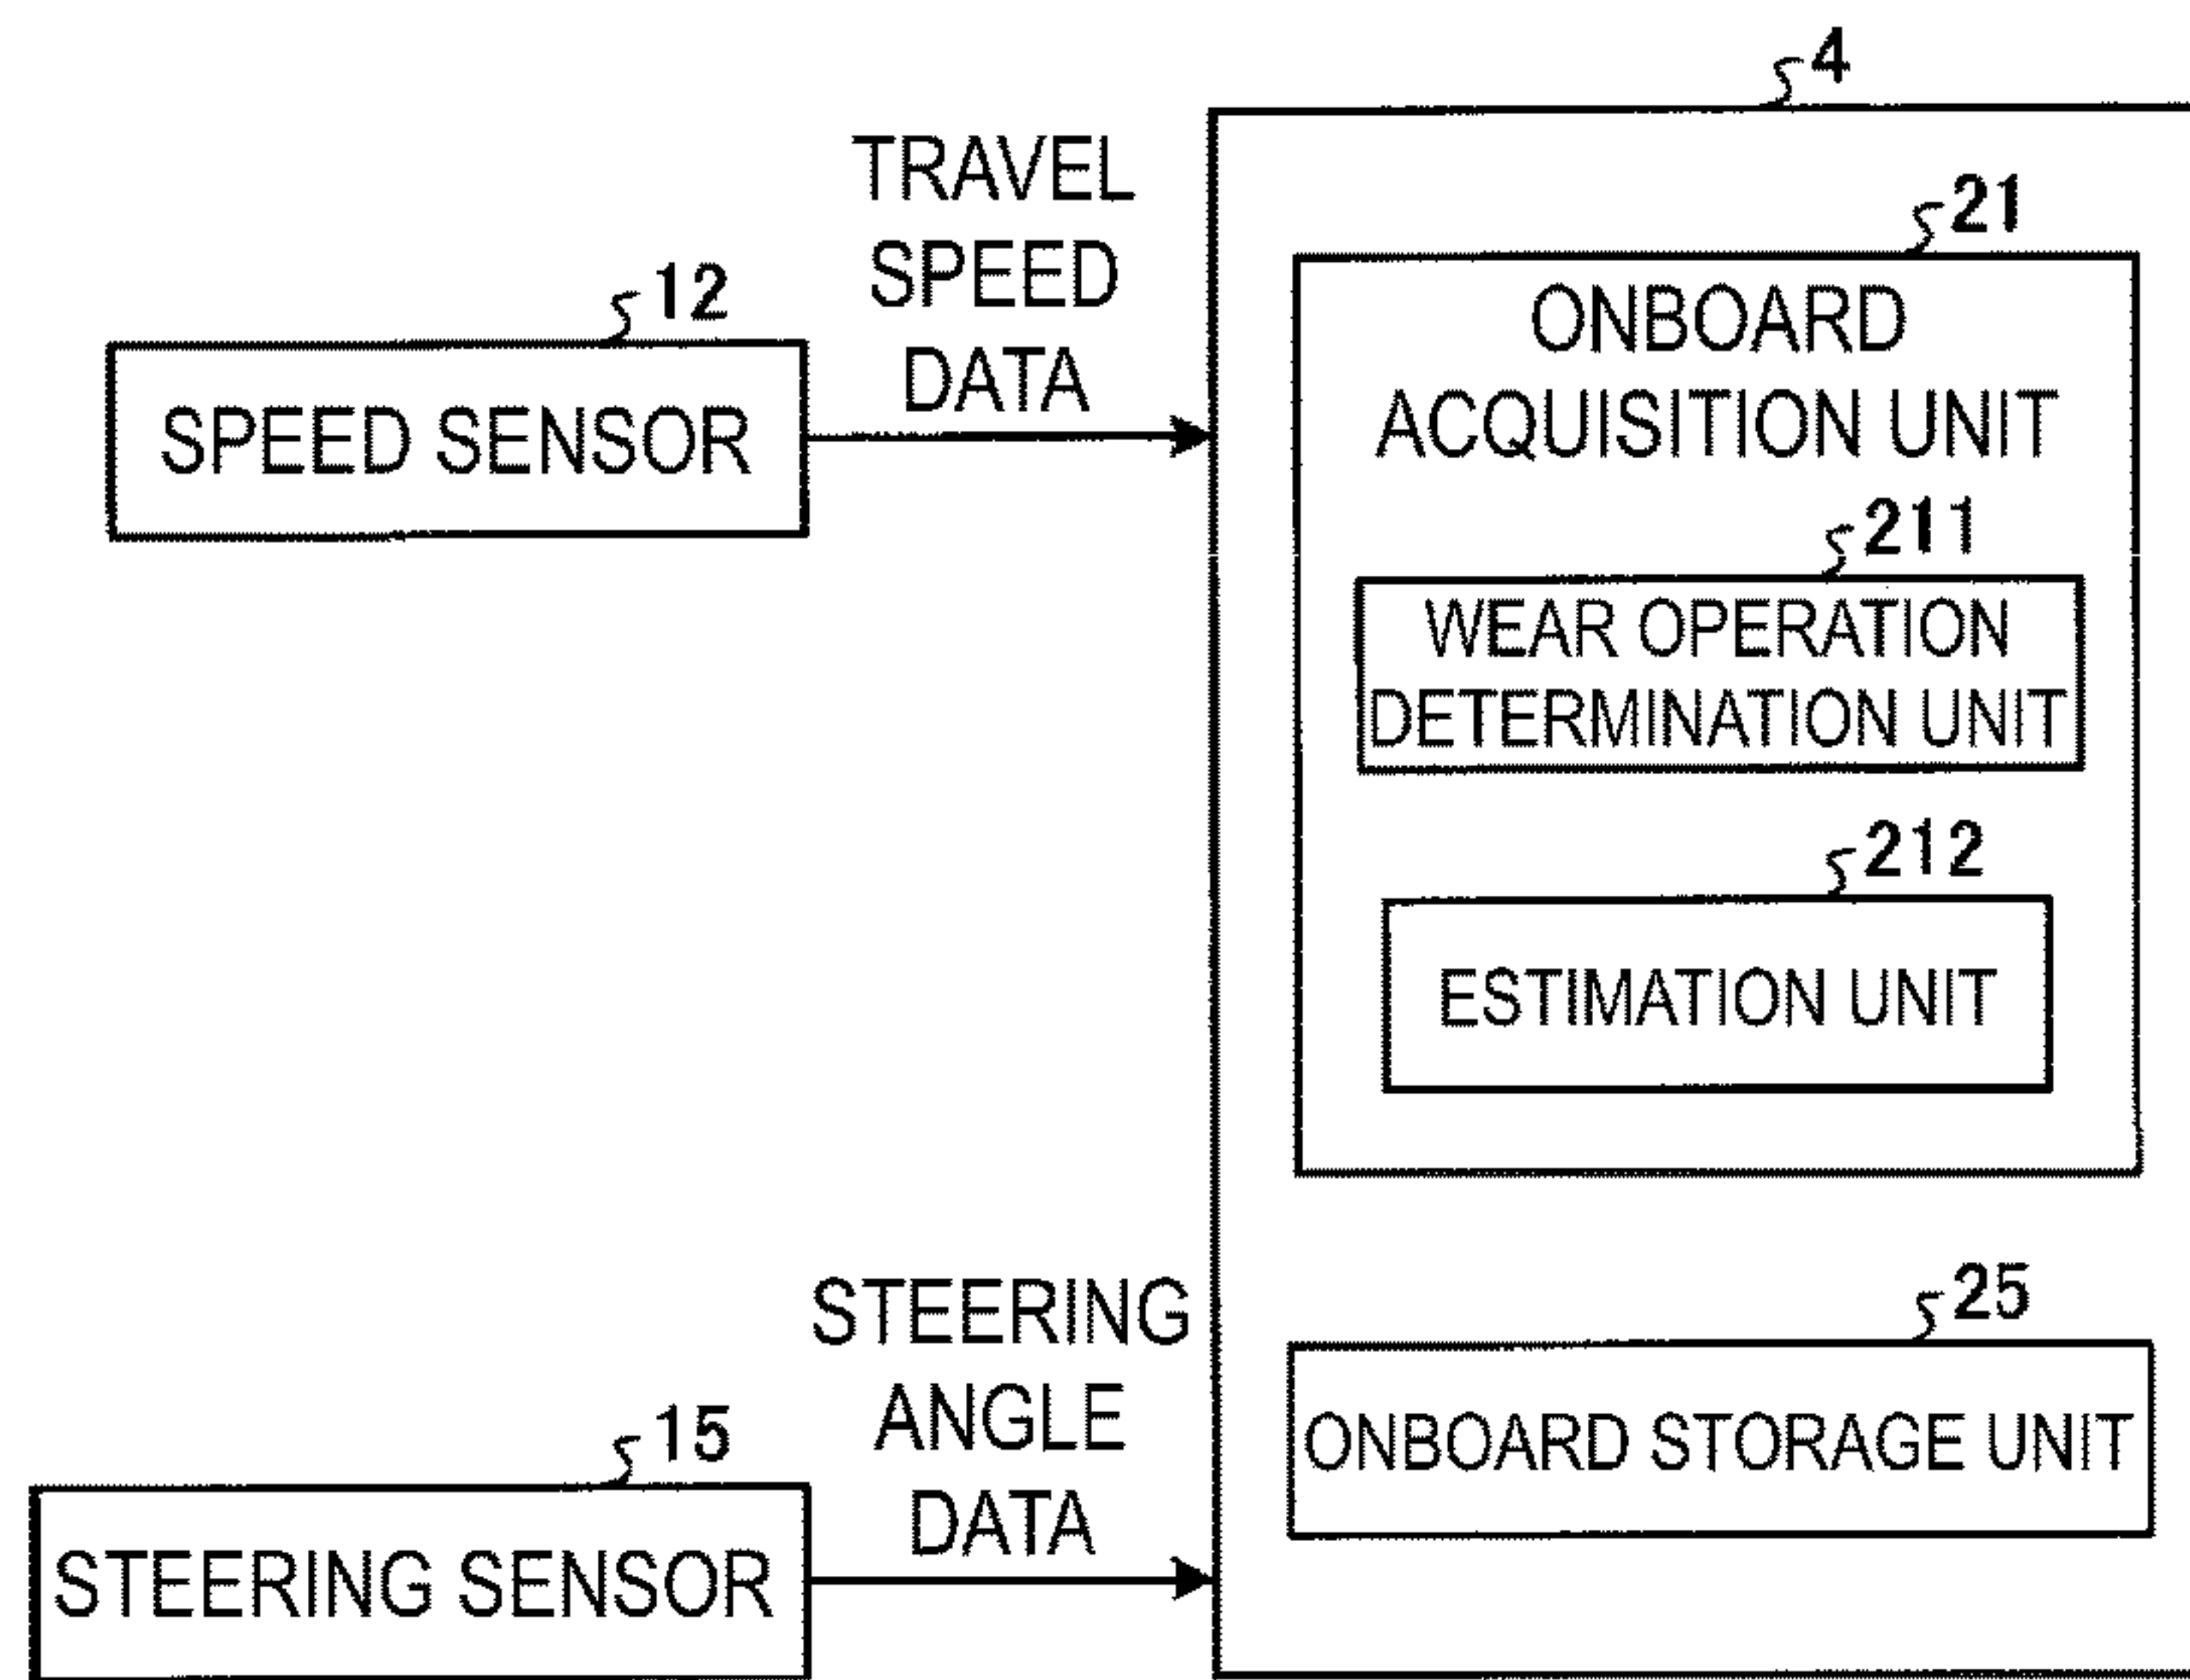 4
TRAVEL
SPEED
DATA
12
SPEED SENSOR
21
ONBOARD
ACQUISITION UNIT
211
WEAR OPERATION
DETERMINATION UNIT
212
ESTIMATION UNIT
STEERING
ANGLE
DATA
15
STEERING SENSOR
25
ONBOARD STORAGE UNIT